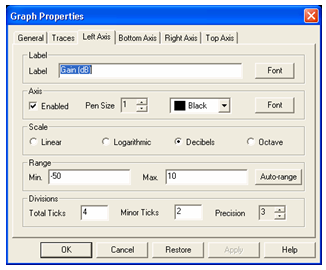 Graph Properties
General Traces Left Axis Bottom Axis Right Axis Top Axis
Label
Label Gain (dB) Font
Axis
Enabled Pen Size 1 Black Font
Scale
Linear Logarithmic Decibels Octave
Range
Min. -50 Max. 10 Auto-range
Divisions
Total Ticks 4 Minor Ticks 2 Precision 3
OK Cancel Restore Apply Help